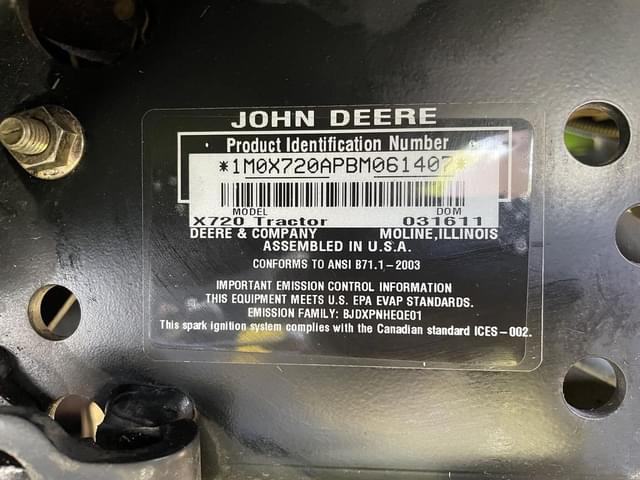 JOHN DEERE
· Product Identification Number ·
*1M0X720APBM061407*
MODEL DOM
X720 Tractor 031611
DEERE & COMPANY MOLINE, ILLINOIS
ASSEMBLED IN U.S.A.
CONFORMS TO ANSI B71.1–2003
IMPORTANT EMISSION CONTROL INFORMATION
THIS EQUIPMENT MEETS U.S. EPA EVAP STANDARDS.
EMISSION FAMILY: BJDXPNHEQE01
This spark ignition system complies with the Canadian standard ICES–002.